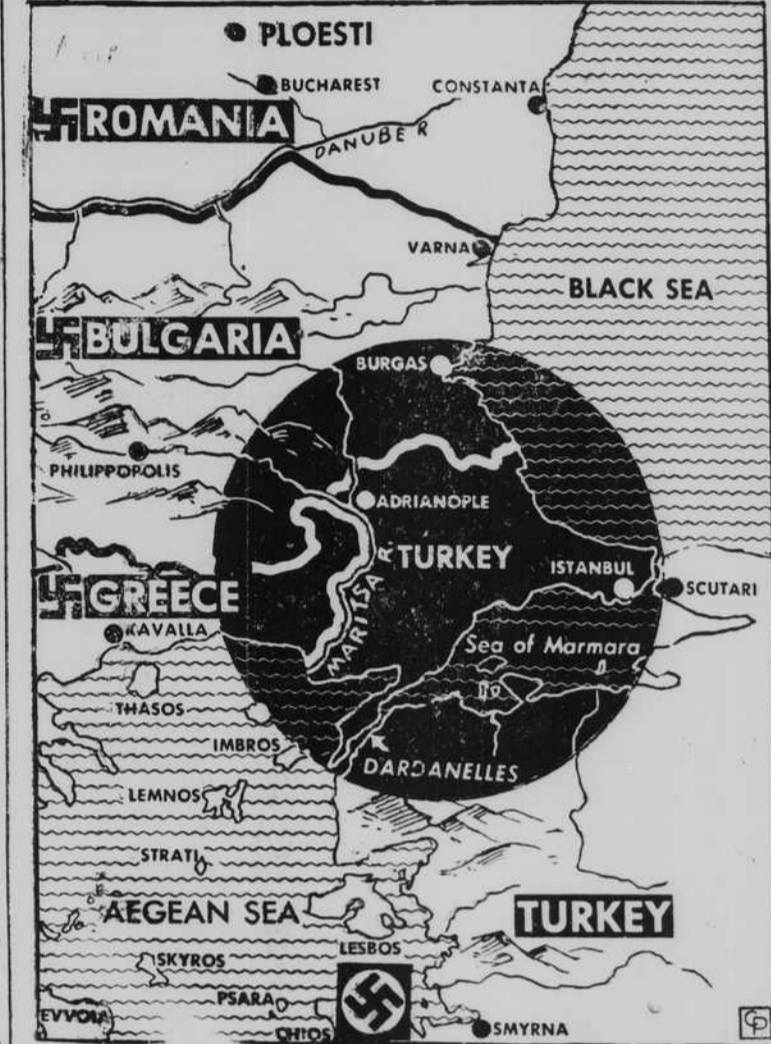 PLOESTI
BUCHAREST
CONSTANTA
ROMANIA
DANUBE R
VARNA
BLACK SEA
BULGARIA
BURGAS
PHILIPPOPOLIS
ADRIANOPLE
TURKEY
ISTANBUL
SCUTARI
GREECE
MARITSA R
KAVALLA
Sea of Marmara
THASOS
IMBROS
DARDANELLES
LEMNOS
STRATI
AEGEAN SEA
TURKEY
LESBOS
SKYROS
PSARA
EVVOIA
CHIOS
SMYRNA
CP